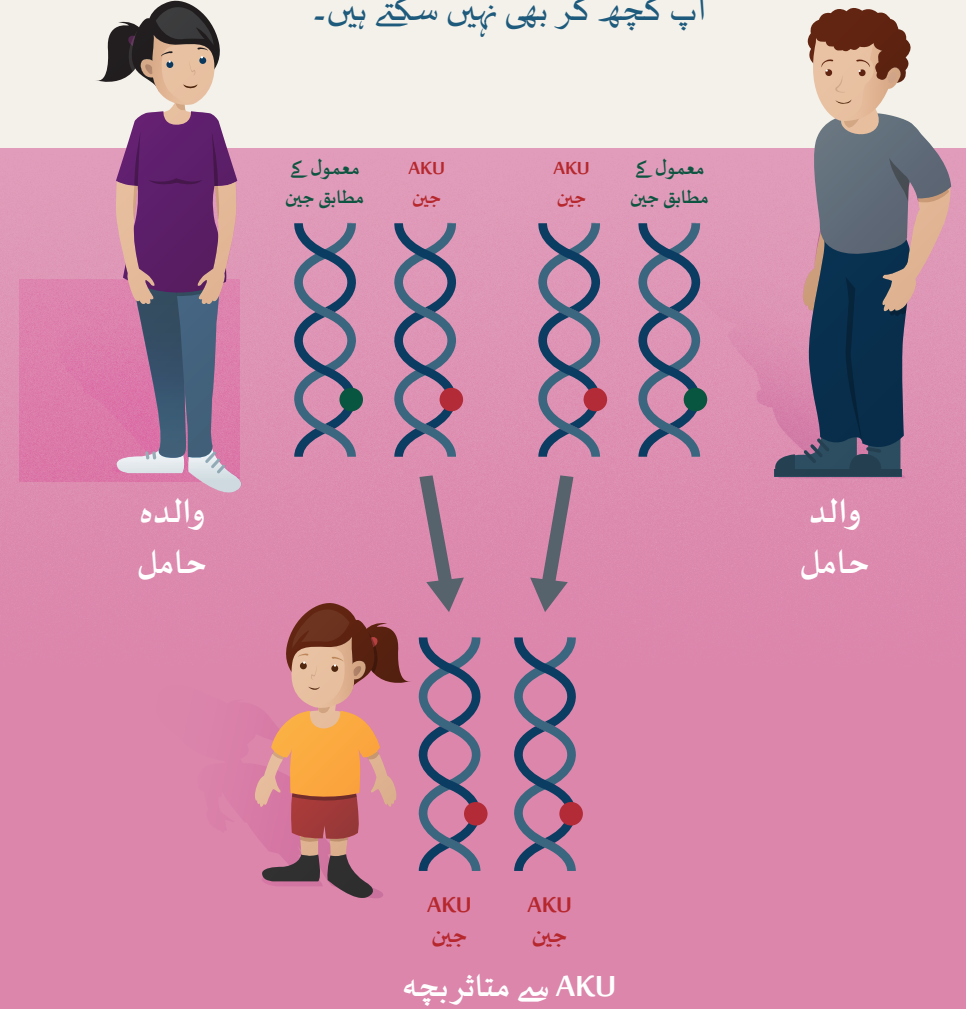 آپ کچھ کر بھی نہیں سکتے ہیں۔
معمول کے
مطابق جین
AKU
جین
AKU
جین
معمول کے
مطابق جین
والدہ
حامل
والد
حامل
AKU
جین
AKU
جین
AKU سے متاثر بچہ